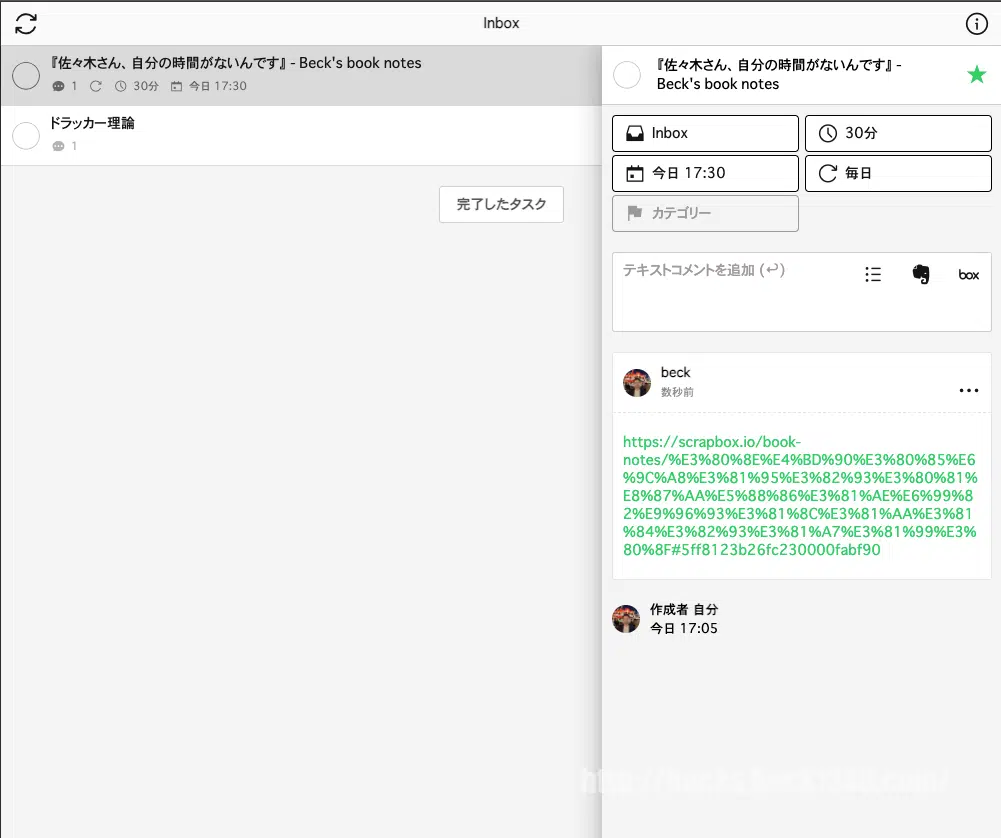 Inbox
『佐々木さん、自分の時間がないんです』 - Beck's book notes
1 30分 今日 17:30
ドラッカー理論
1
完了したタスク
『佐々木さん、自分の時間がないんです』 -
Beck's book notes
Inbox
30分
今日 17:30
毎日
カテゴリー
テキストコメントを追加 (↩)
box
beck
数秒前
https://scrapbox.io/book-
notes/%E3%80%8E%E4%BD%90%E3%80%85%E6
%9C%A8%E3%81%95%E3%82%93%E3%80%81%
E8%87%AA%E5%88%86%E3%81%AE%E6%99%8
2%E9%96%93%E3%81%8C%E3%81%AA%E3%81
%84%E3%82%93%E3%81%A7%E3%81%99%E3%
80%8F#5ff8123b26fc230000fabf90
作成者 自分
今日 17:05